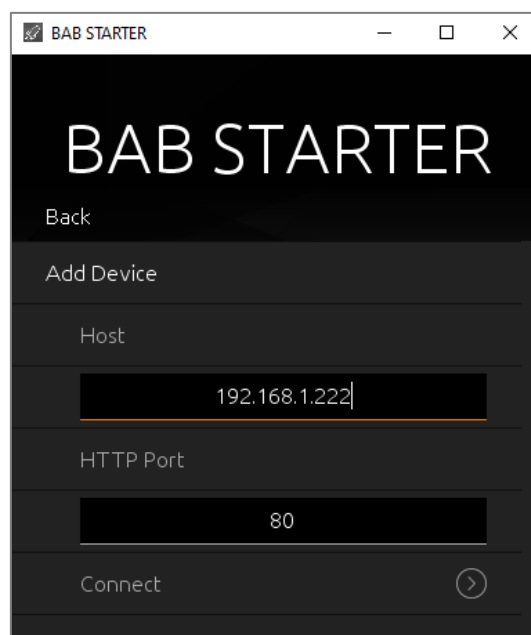 BAB STARTER
BAB STARTER
Back
Add Device
Host
192.168.1.222
HTTP Port
80
Connect